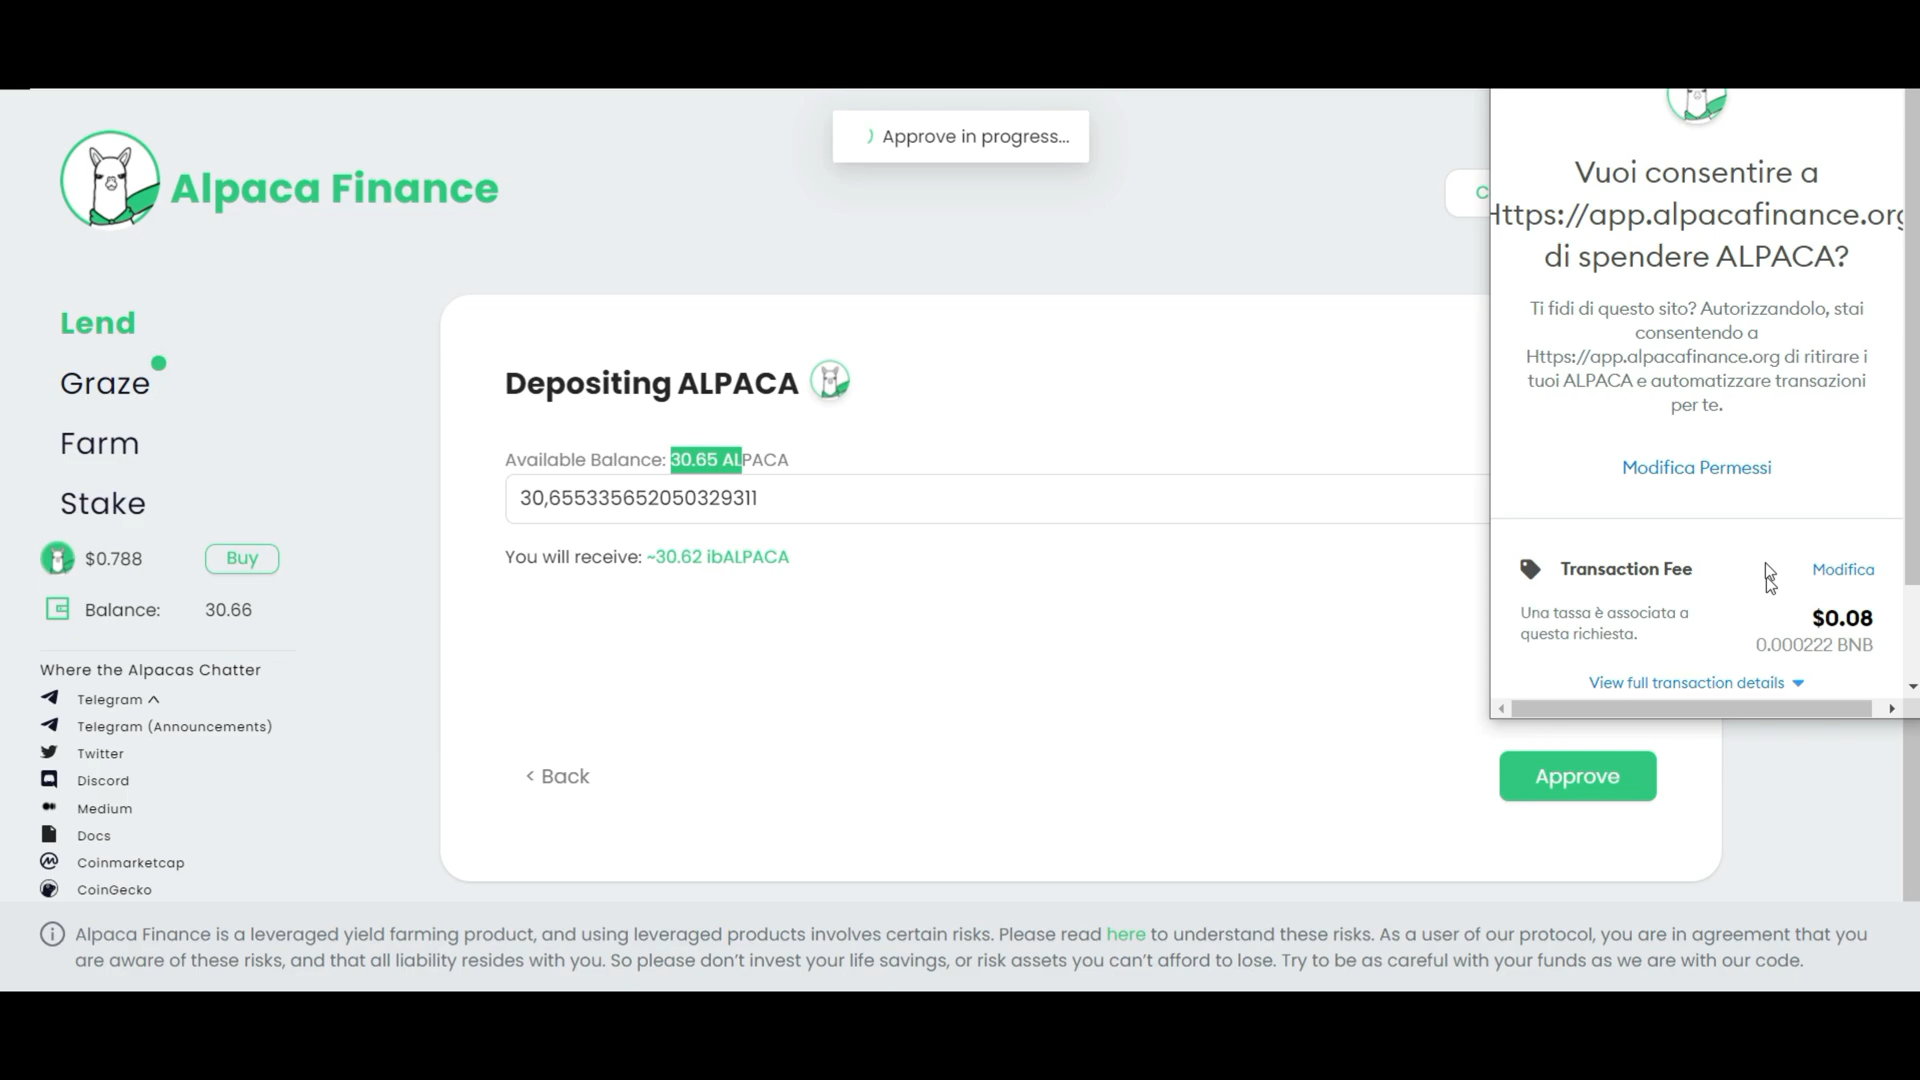 Approve in progress...
Alpaca Finance
Lend
Graze
Farm
Stake
$0.788
Buy
Balance: 30.66
Where the Alpacas Chatter
Telegram
Telegram (Announcements)
Twitter
Discord
Medium
Docs
Coinmarketcap
CoinGecko
Depositing ALPACA
Available Balance: 30.65 ALPACA
30,655335652050329311
You will receive: ~30.62 ibALPACA
< Back
Approve
Vuoi consentire a
Https://app.alpacafinance.org
di spendere ALPACA?
Ti fidi di questo sito? Autorizzandolo, stai
consentendo a
Https://app.alpacafinance.org di ritirare i
tuoi ALPACA e automatizzare transazioni
per te.
Modifica Permessi
Transaction Fee
Modifica
Una tassa è associata a
questa richiesta.
$0.08
0.000222 BNB
View full transaction details
Alpaca Finance is a leveraged yield farming product, and using leveraged products involves certain risks. Please read here to understand these risks. As a user of our protocol, you are in agreement that you
are aware of these risks, and that all liability resides with you. So please don't invest your life savings, or risk assets you can't afford to lose. Try to be as careful with your funds as we are with our code.